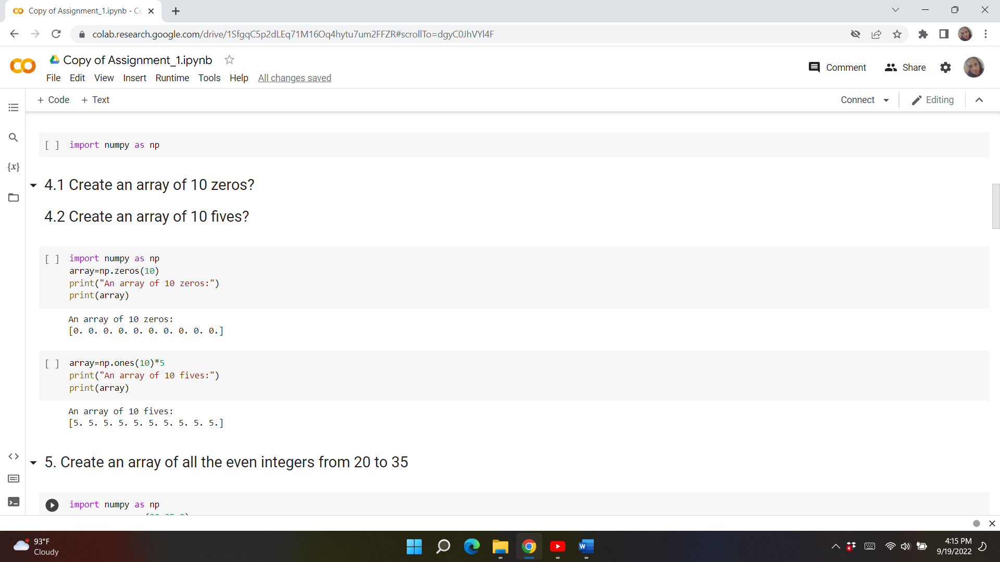 Copy of Assignment_1.ipynb - Co
colab.research.google.com/drive/1SfgqC5p2dLEq71M16Oq4hytu7um2FFZR#scrollTo=dgyC0JhVYl4F
Copy of Assignment_1.ipynb
Comment
Share
File Edit View Insert Runtime Tools Help All changes saved
+ Code + Text
Connect
Editing
{x}
[ ] import numpy as np
4.1 Create an array of 10 zeros?
4.2 Create an array of 10 fives?
[ ] import numpy as np
array=np.zeros(10)
print("An array of 10 zeros:")
print(array)
An array of 10 zeros:
[0. 0. 0. 0. 0. 0. 0. 0. 0. 0.]
[ ] array=np.ones(10)*5
print("An array of 10 fives:")
print(array)
An array of 10 fives:
[5. 5. 5. 5. 5. 5. 5. 5. 5. 5.]
5. Create an array of all the even integers from 20 to 35
import numpy as np
93°F
Cloudy
4
4:15 PM
9/19/2022